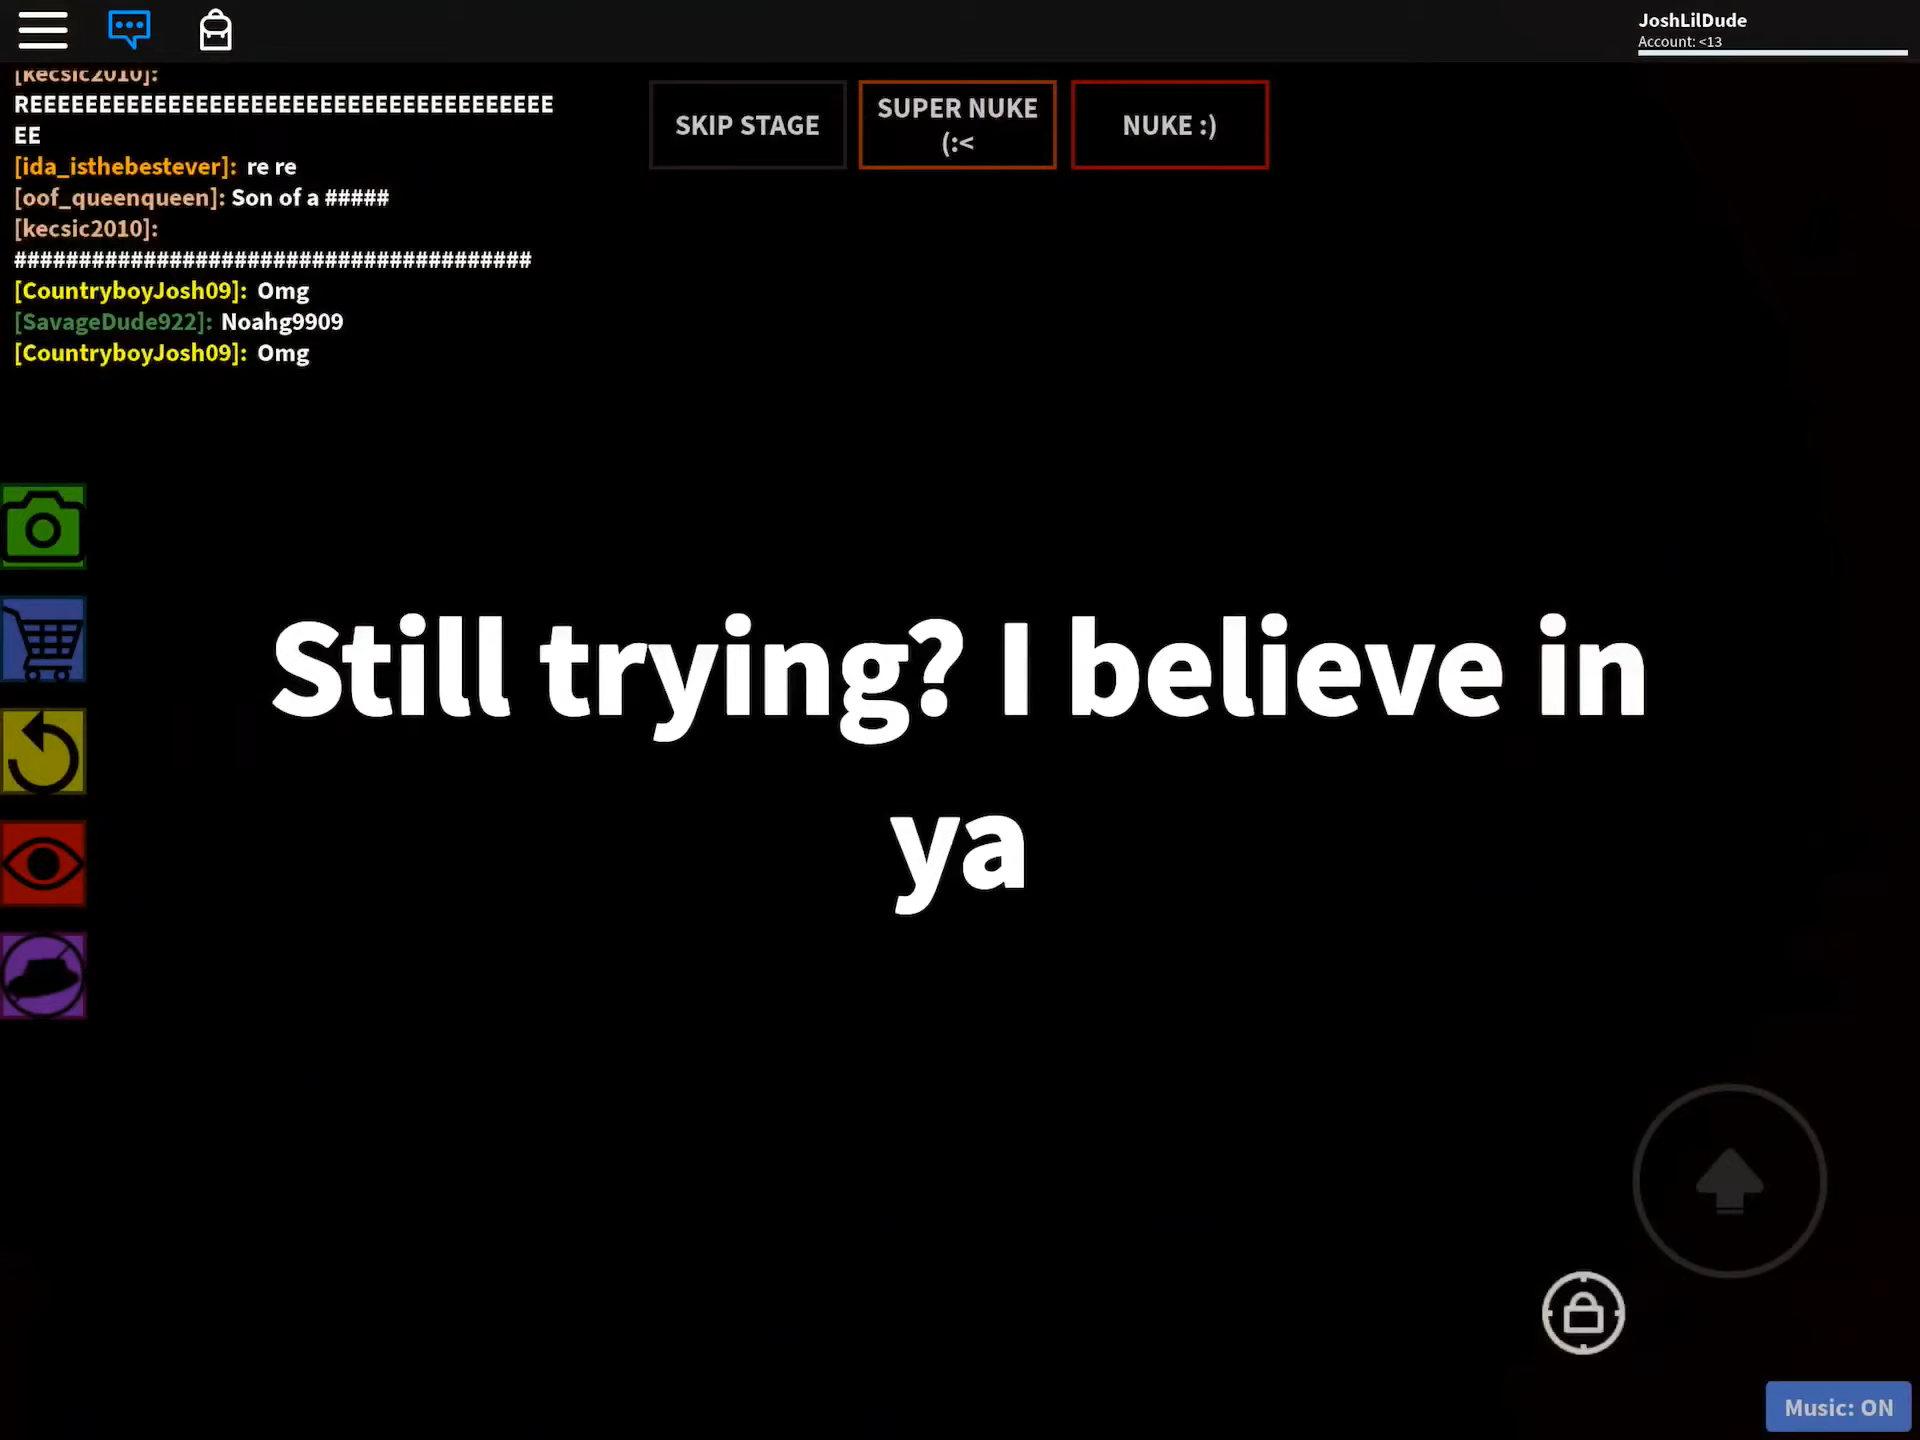 JoshLilDude
Account: <13
[kecsic2010]:
REEEEEEEEEEEEEEEEEEEEEEEEEEEEEEEEEEEEEE
EE
[ida_isthebestever]: re re
[oof_queenqueen]: Son of a #####
[kecsic2010]:
########################################
[CountryboyJosh09]: Omg
[SavageDude922]: Noahg9909
[CountryboyJosh09]: Omg
SKIP STAGE
SUPER NUKE
(:<
NUKE :)
Still trying? I believe in
ya
Music: ON